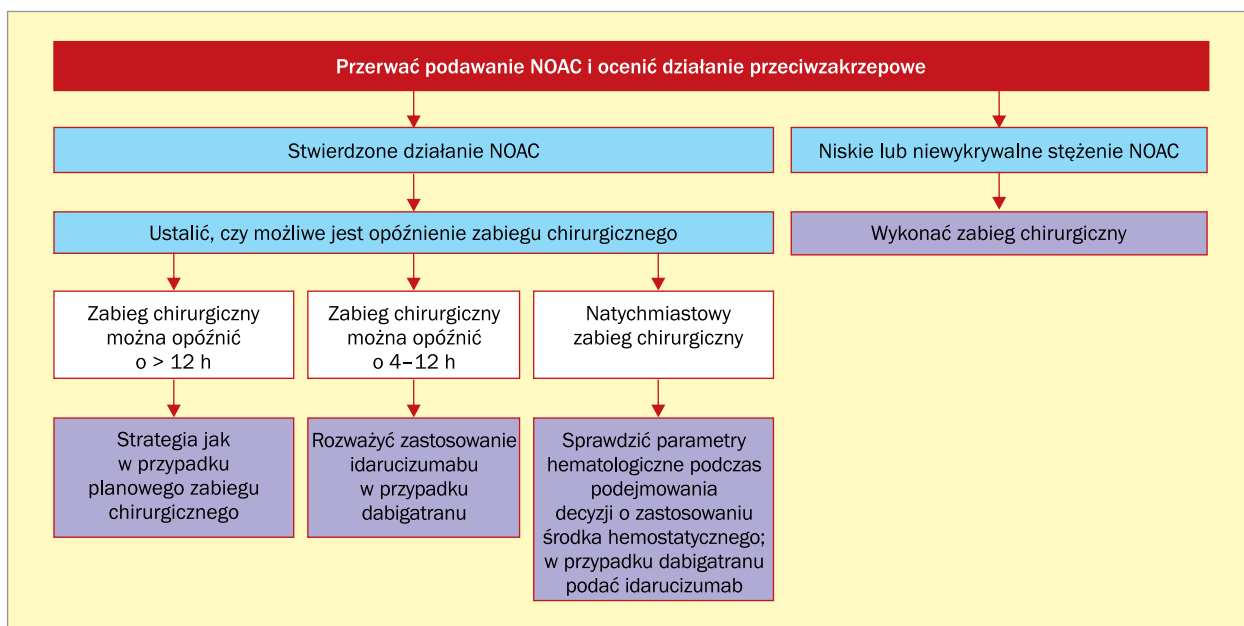 Przerwać podawanie NOAC i ocenić działanie przeciwzakrzepowe
Stwierdzone działanie NOAC
Niskie lub niewykrywalne stężenie NOAC
Ustalić, czy możliwe jest opóźnienie zabiegu chirurgicznego
Wykonać zabieg chirurgiczny
Zabieg chirurgiczny
można opóźnić
o > 12 h
Zabieg chirurgiczny
można opóźnić
o 4–12 h
Natychmiastowy
zabieg chirurgiczny
Strategia jak
w przypadku
planowego zabiegu
chirurgicznego
Rozważyć zastosowanie
idarucizumabu
w przypadku
dabigatranu
Sprawdzić parametry
hematologiczne podczas
podejmowania
decyzji o zastosowaniu
środka hemostatycznego;
w przypadku dabigatranu
podać idarucizumab